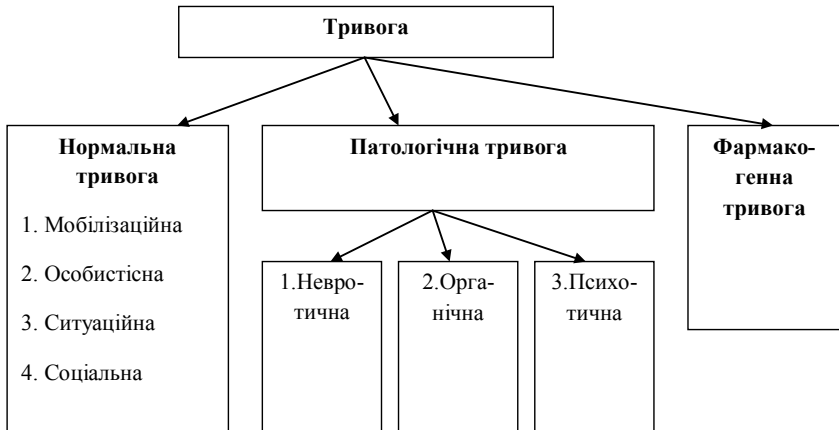 Тривога
Нормальна
тривога
1. Мобілізаційна
2. Особистісна
3. Ситуаційна
4. Соціальна
Патологічна тривога
1.Невро-
тична
2.Орга-
нічна
3.Психо-
тична
Фармако-
генна
тривога